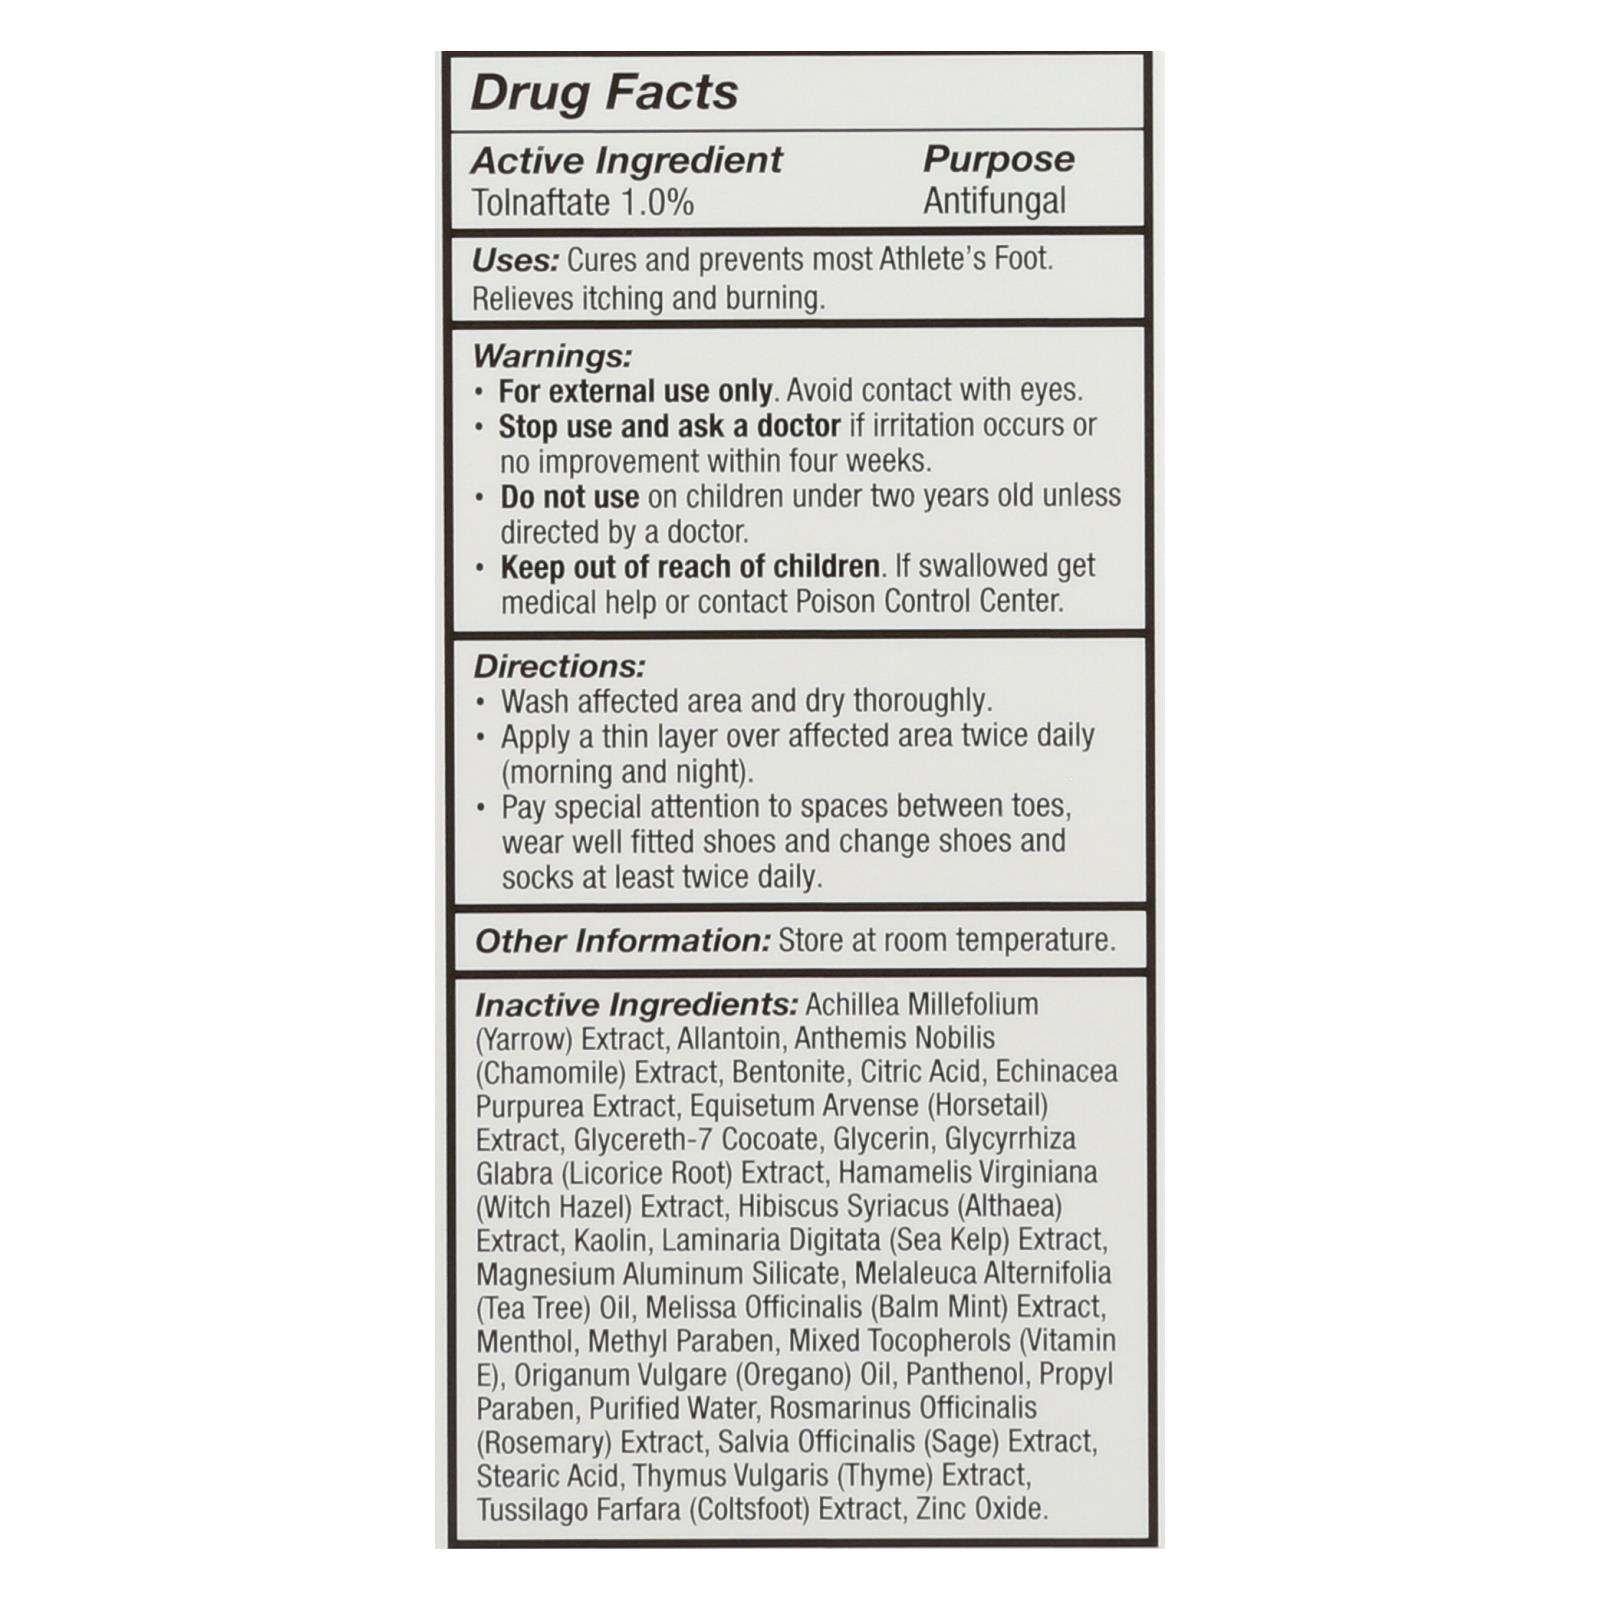 Drug Facts
Active Ingredient Purpose
Tolnaftate 1.0% Antifungal
Uses: Cures and prevents most Athlete's Foot.
Relieves itching and burning.
Warnings:
• For external use only. Avoid contact with eyes.
• Stop use and ask a doctor if irritation occurs or
no improvement within four weeks.
• Do not use on children under two years old unless
directed by a doctor.
• Keep out of reach of children. If swallowed get
medical help or contact Poison Control Center.
Directions:
• Wash affected area and dry thoroughly.
• Apply a thin layer over affected area twice daily
(morning and night).
• Pay special attention to spaces between toes,
wear well fitted shoes and change shoes and
socks at least twice daily.
Other Information: Store at room temperature.
Inactive Ingredients: Achillea Millefolium
(Yarrow) Extract, Allantoin, Anthemis Nobilis
(Chamomile) Extract, Bentonite, Citric Acid, Echinacea
Purpurea Extract, Equisetum Arvense (Horsetail)
Extract, Glycereth-7 Cocoate, Glycerin, Glycyrrhiza
Glabra (Licorice Root) Extract, Hamamelis Virginiana
(Witch Hazel) Extract, Hibiscus Syriacus (Althaea)
Extract, Kaolin, Laminaria Digitata (Sea Kelp) Extract,
Magnesium Aluminum Silicate, Melaleuca Alternifolia
(Tea Tree) Oil, Melissa Officinalis (Balm Mint) Extract,
Menthol, Methyl Paraben, Mixed Tocopherols (Vitamin
E), Origanum Vulgare (Oregano) Oil, Panthenol, Propyl
Paraben, Purified Water, Rosmarinus Officinalis
(Rosemary) Extract, Salvia Officinalis (Sage) Extract,
Stearic Acid, Thymus Vulgaris (Thyme) Extract,
Tussilago Farfara (Coltsfoot) Extract, Zinc Oxide.